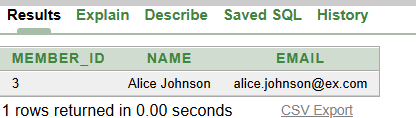 Results Explain Describe Saved SQL History
MEMBER_ID NAME EMAIL
3 Alice Johnson alice.johnson@ex.com
1 rows returned in 0.00 seconds CSV Export